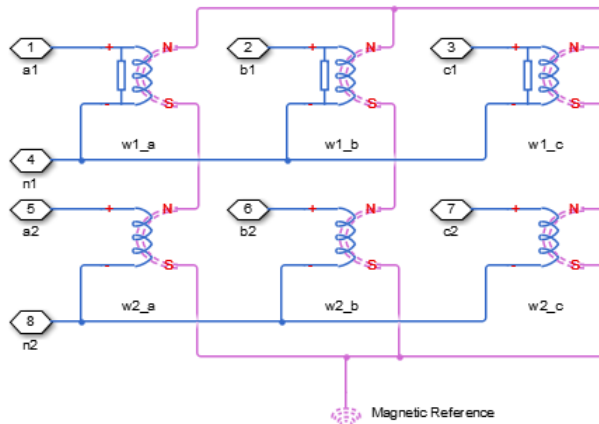 1 + N 2 + N 3 + N
a1 b1 c1
- S - S - S
w1_a w1_b w1_c
4
n1
5 + N 6 + N 7 + N
a2 b2 c2
- S - S - S
w2_a w2_b w2_c
8
n2
Magnetic Reference